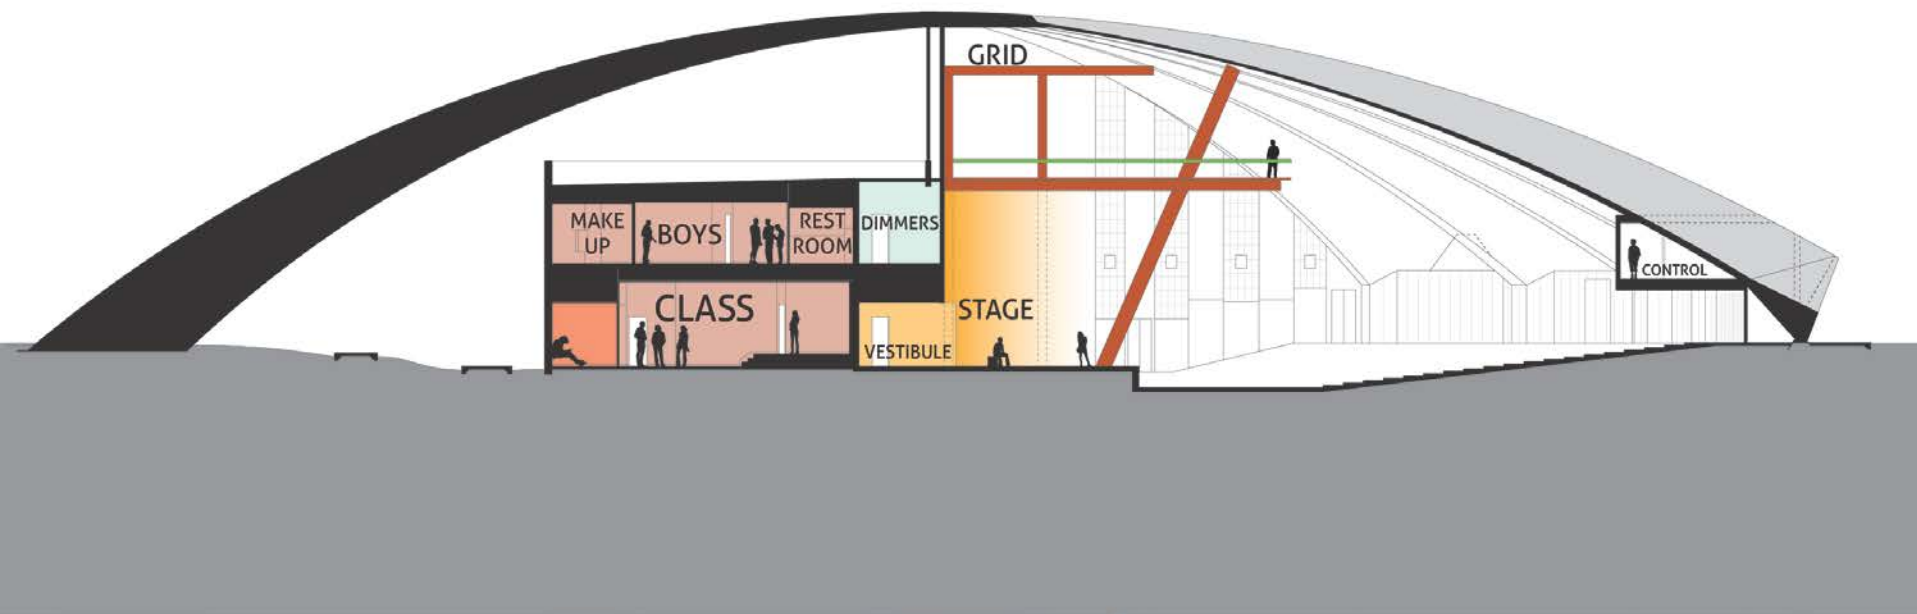 GRID
MAKE
UP
BOYS
REST
ROOM
DIMMERS
CONTROL
CLASS
STAGE
VESTIBULE